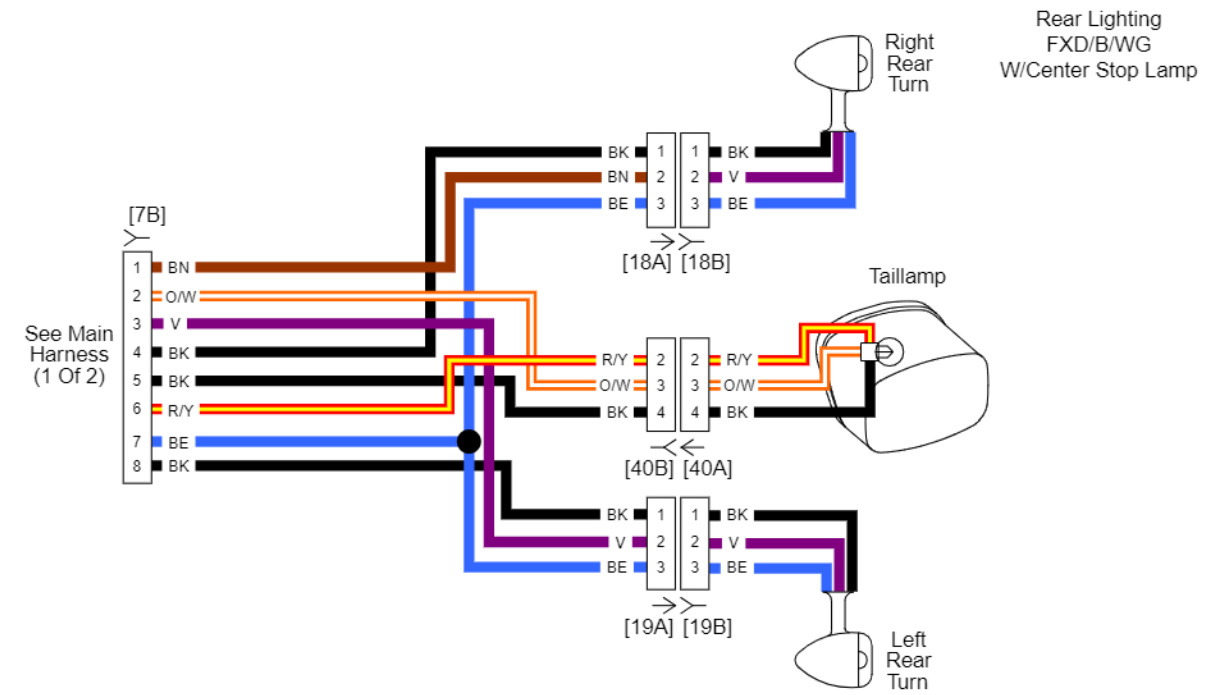 Rear Lighting
FXD/B/WG
W/Center Stop Lamp
Right
Rear
Turn
BK 1 1 BK
BN 2 2 V
BE 3 3 BE
[18A] [18B]
[7B]
1 BN
2 O/W
3 V
4 BK
5 BK
6 R/Y
7 BE
8 BK
See Main
Harness
(1 Of 2)
Taillamp
R/Y 2 2 R/Y
O/W 3 3 O/W
BK 4 4 BK
[40B] [40A]
BK 1 1 BK
V 2 2 V
BE 3 3 BE
[19A] [19B]
Left
Rear
Turn